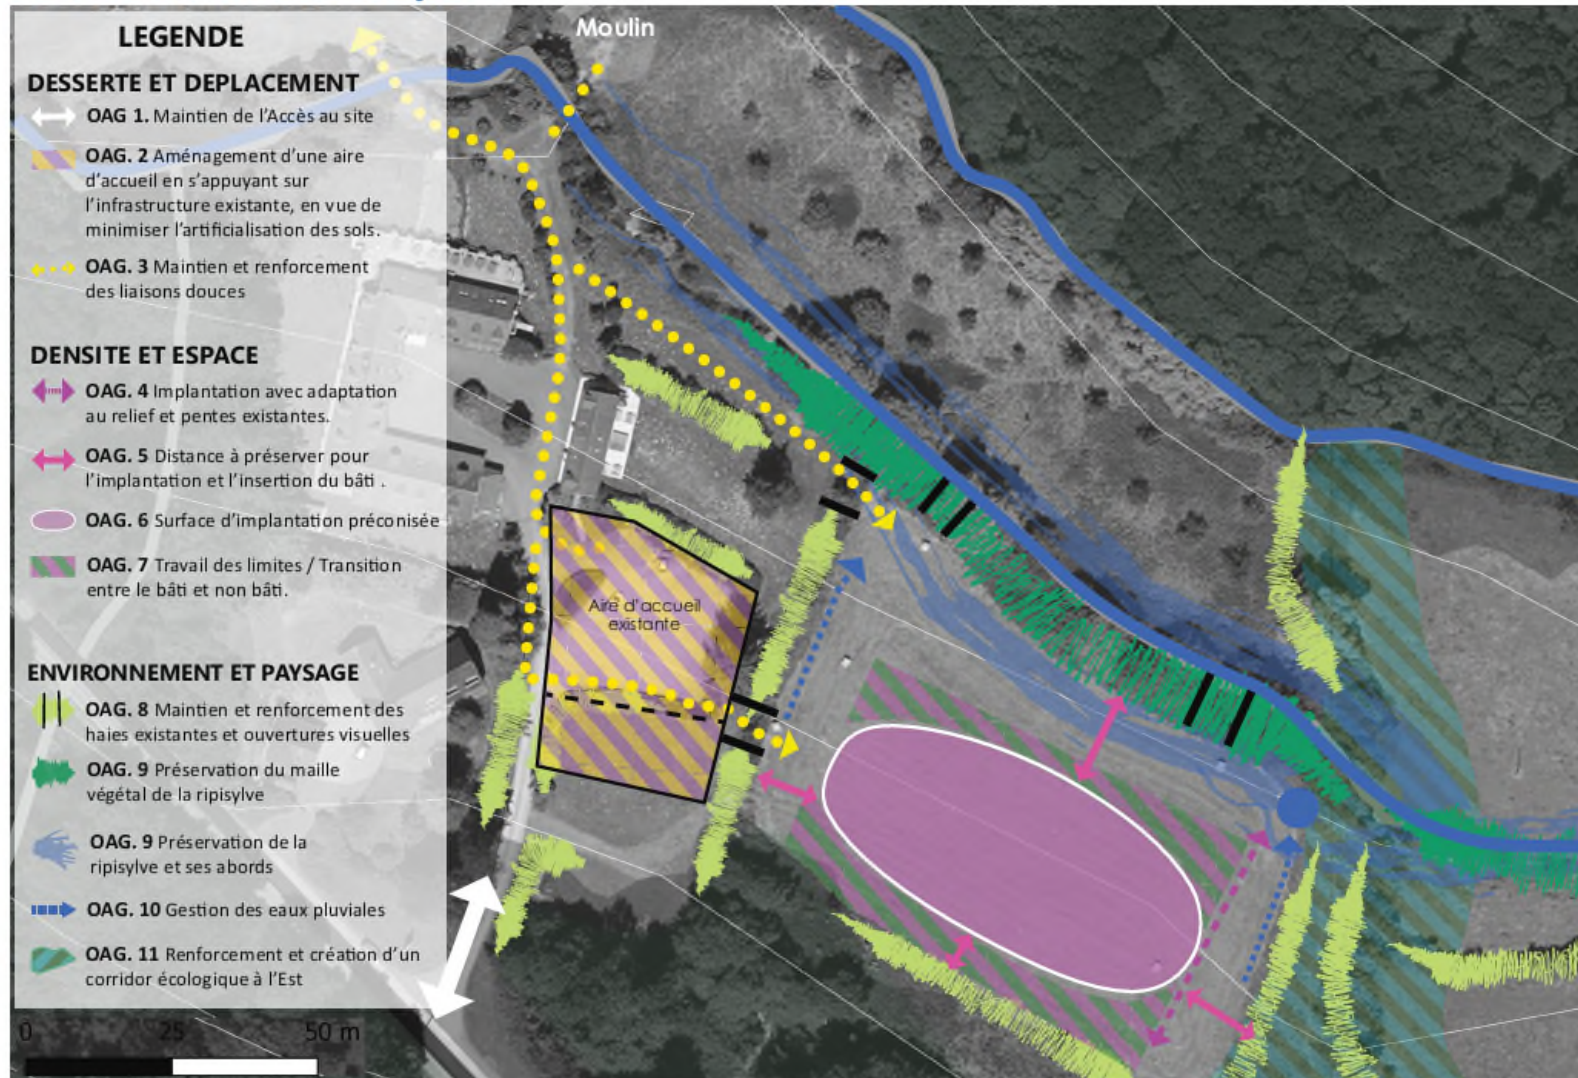 Moulin
LEGENDE
DESSERTE ET DEPLACEMENT
OAG 1. Maintien de l'Accès au site
OAG. 2 Aménagement d'une aire
d'accueil en s'appuyant sur
l'infrastructure existante, en vue de
minimiser l'artificialisation des sols.
OAG. 3 Maintien et renforcement
des liaisons douces
DENSITE ET ESPACE
OAG. 4 Implantation avec adaptation
au relief et pentes existantes.
OAG. 5 Distance à préserver pour
l'implantation et l'insertion du bâti .
OAG. 6 Surface d'implantation préconisée
OAG. 7 Travail des limites / Transition
entre le bâti et non bâti.
ENVIRONNEMENT ET PAYSAGE
OAG. 8 Maintien et renforcement des
haies existantes et ouvertures visuelles
OAG. 9 Préservation du maille
végétal de la ripisylve
OAG. 9 Préservation de la
ripisylve et ses abords
OAG. 10 Gestion des eaux pluviales
OAG. 11 Renforcement et création d'un
corridor écologique à l'Est
Aire d'accueil
existante
0 25 50 m